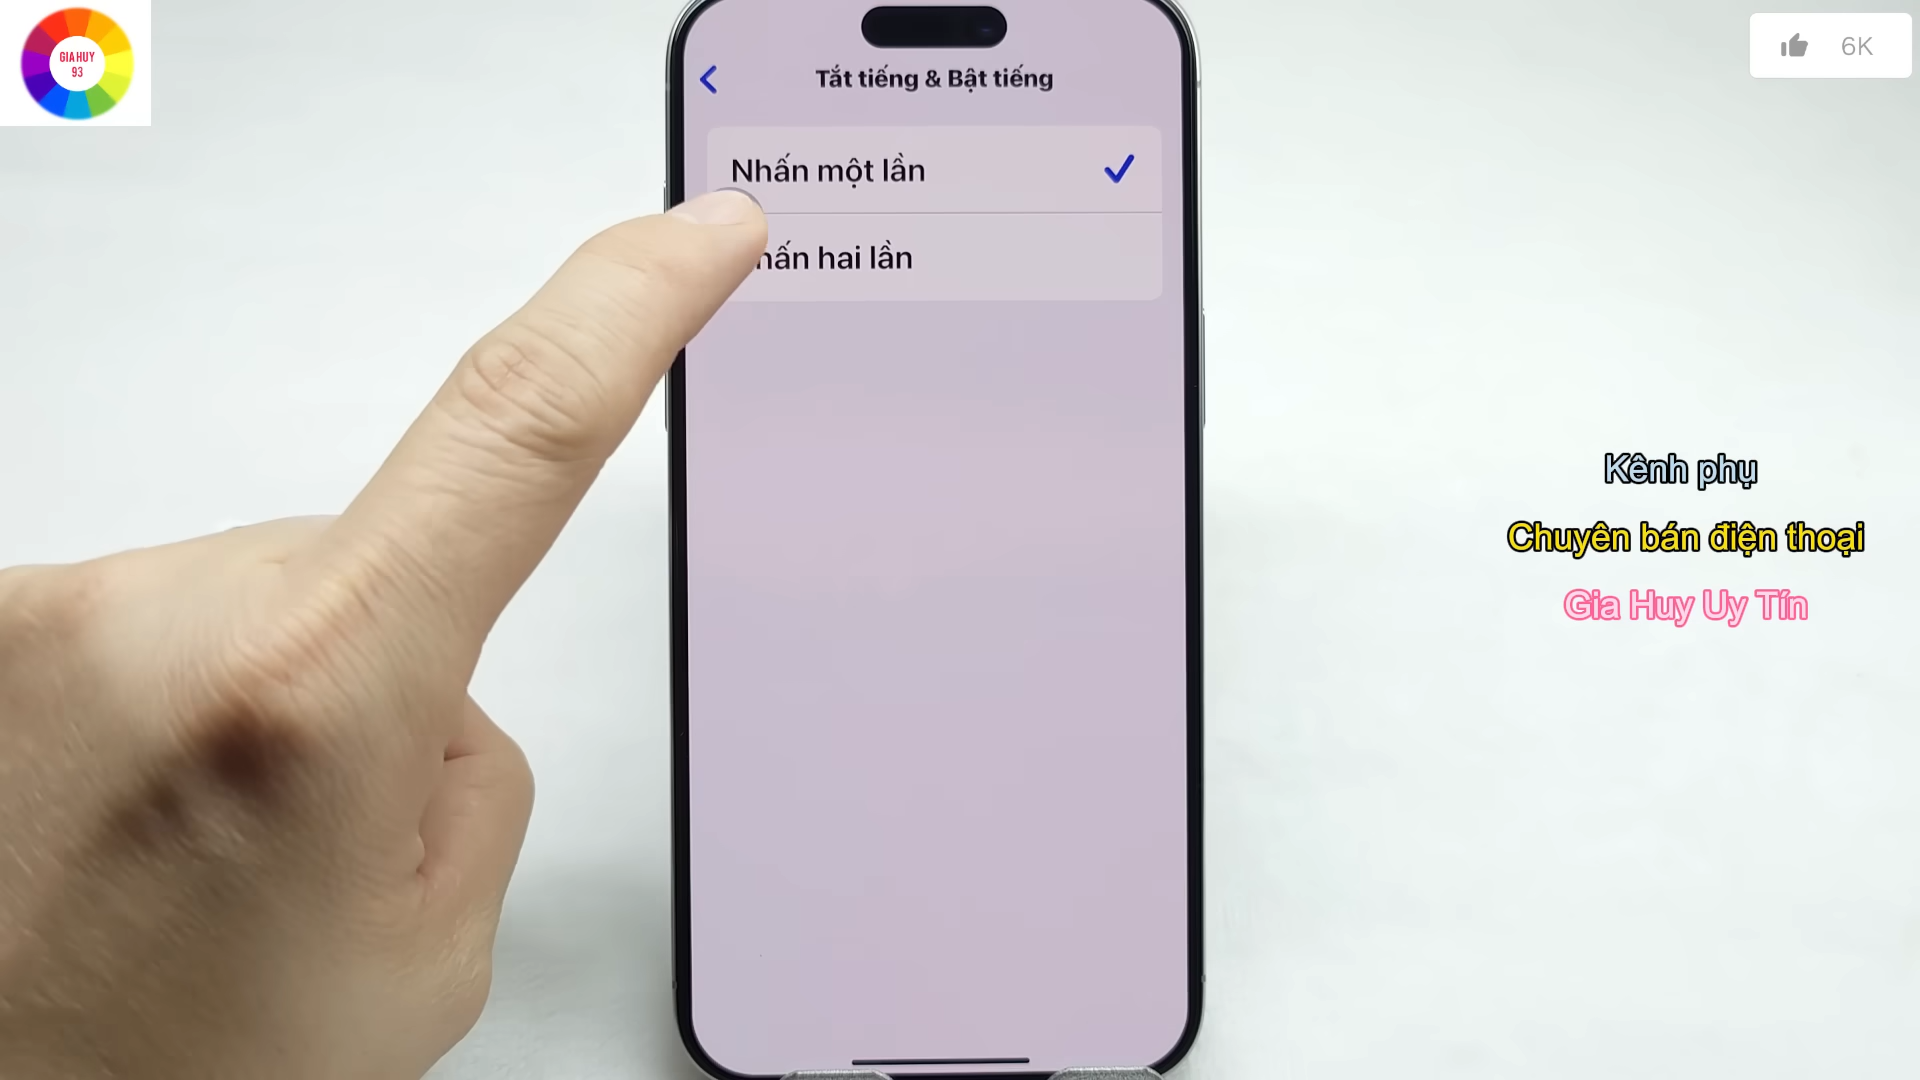 GIA HUY
93
6K
Tắt tiếng & Bật tiếng
Nhấn một lần
hấn hai lần
Kênh phụ
Chuyên bán điện thoại
Gia Huy Uy Tín